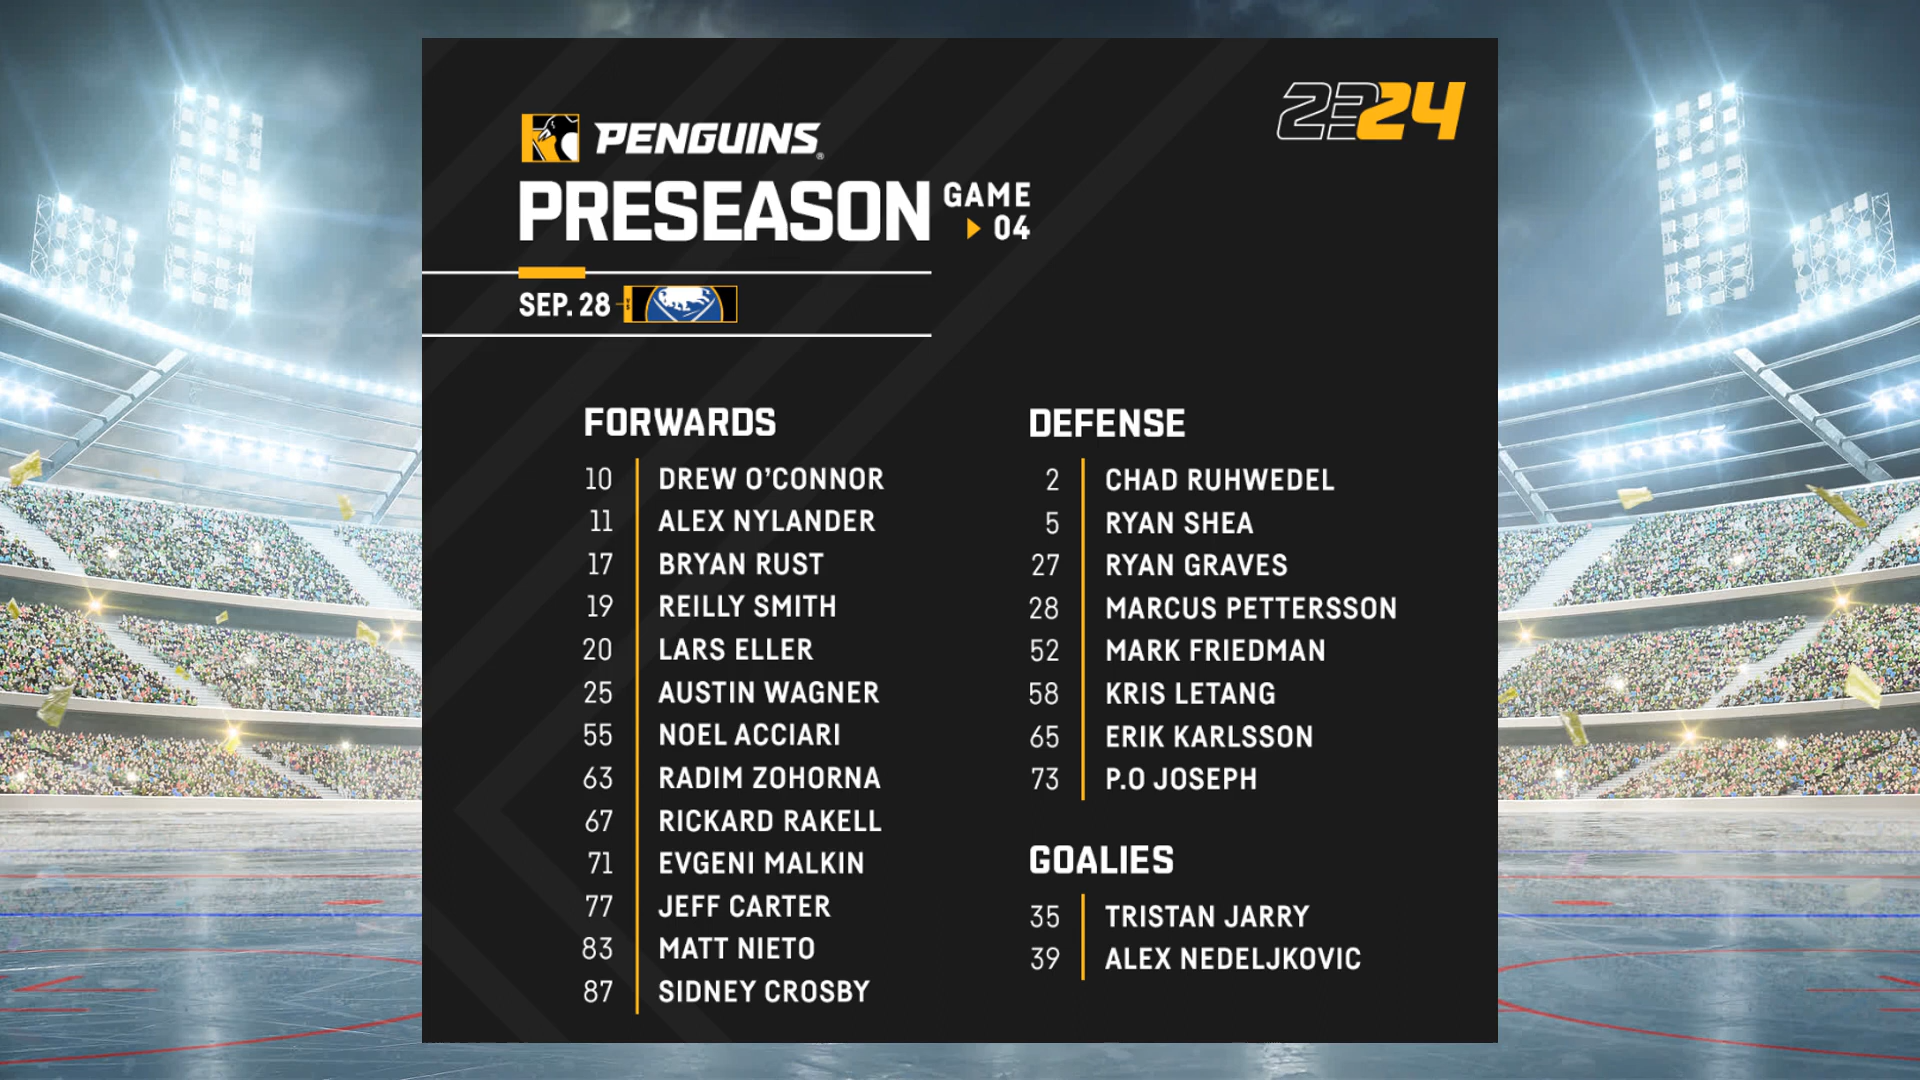 2324
PENGUINS
PRESEASON
GAME
04
SEP. 28
FORWARDS
10 DREW O'CONNOR
11 ALEX NYLANDER
17 BRYAN RUST
19 REILLY SMITH
20 LARS ELLER
25 AUSTIN WAGNER
55 NOEL ACCIARI
63 RADIM ZOHORNA
67 RICKARD RAKELL
71 EVGENI MALKIN
77 JEFF CARTER
83 MATT NIETO
87 SIDNEY CROSBY
DEFENSE
2 CHAD RUHWEDEL
5 RYAN SHEA
27 RYAN GRAVES
28 MARCUS PETTERSSON
52 MARK FRIEDMAN
58 KRIS LETANG
65 ERIK KARLSSON
73 P.O JOSEPH
GOALIES
35 TRISTAN JARRY
39 ALEX NEDELJKOVIC